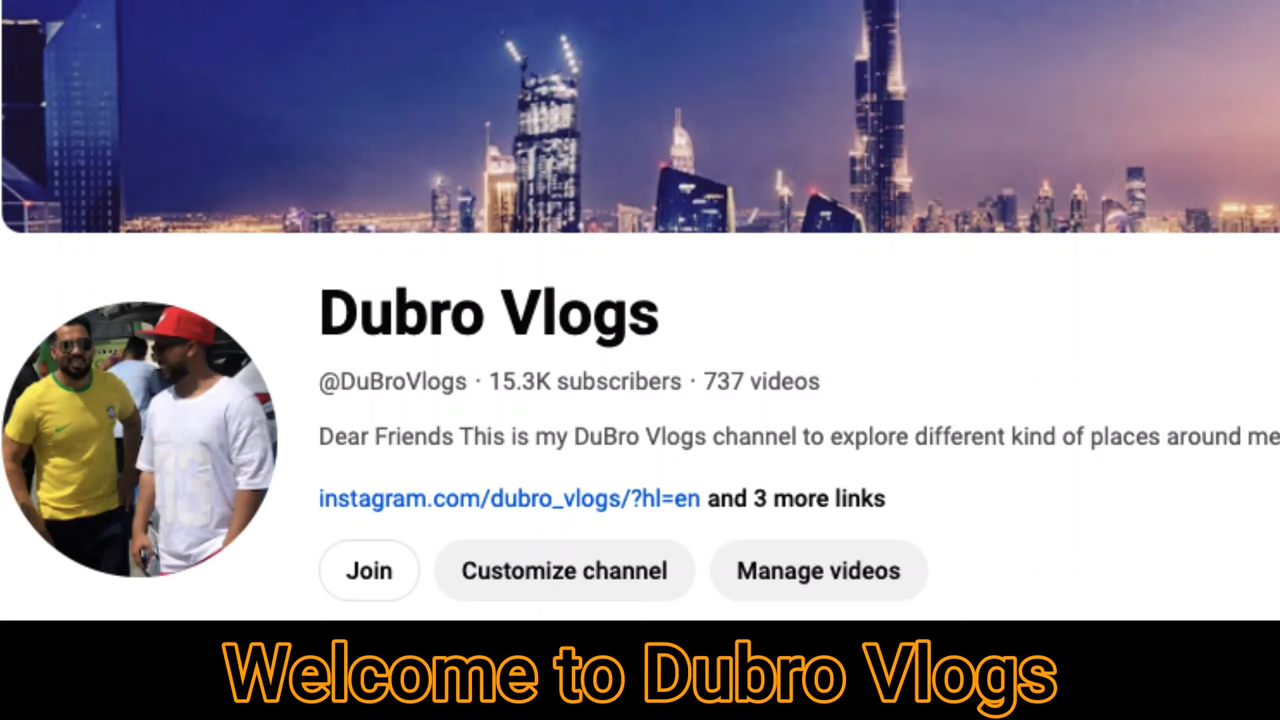 Dubro Vlogs
@DuBroVlogs · 15.3K subscribers · 737 videos
Dear Friends This is my DuBro Vlogs channel to explore different kind of places around me
instagram.com/dubro_vlogs/?hl=en and 3 more links
Join Customize channel Manage videos
Welcome to Dubro Vlogs